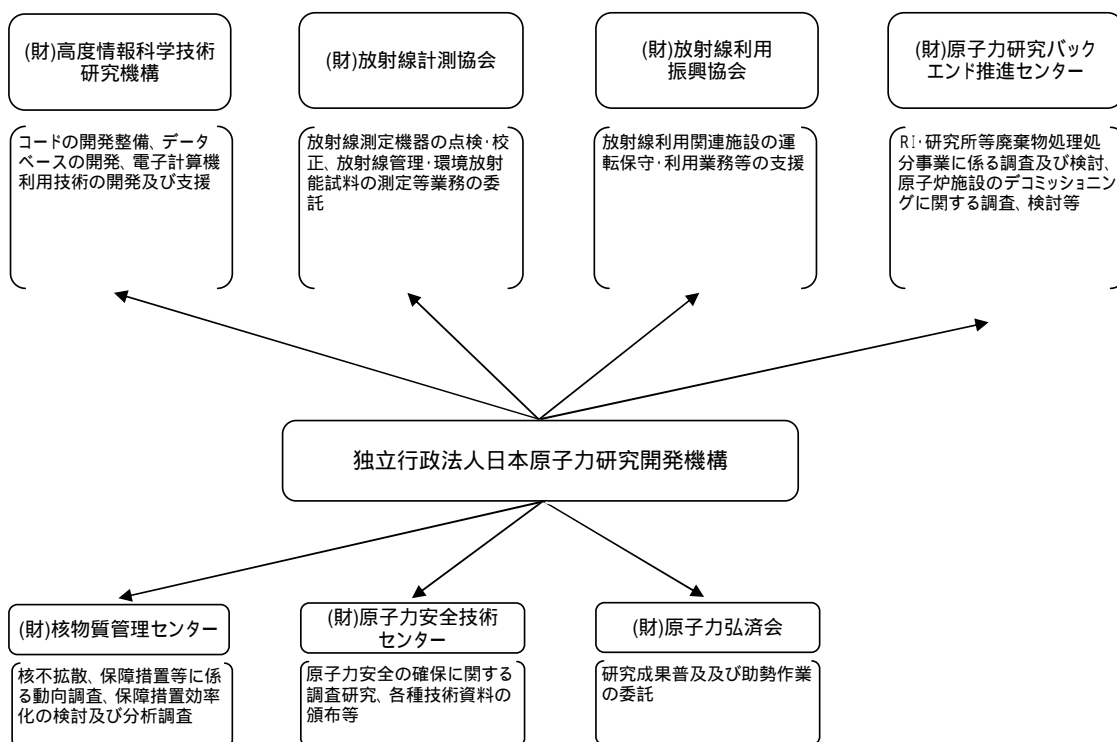 (財)高度情報科学技術
研究機構
コードの開発整備、データ
ベースの開発、電子計算機
利用技術の開発及び支援
(財)放射線計測協会
放射線測定機器の点検・校
正、放射線管理・環境放射
能試料の測定等業務の委
託
(財)放射線利用
振興協会
放射線利用関連施設の運
転保守・利用業務等の支援
(財)原子力研究バック
エンド推進センター
RI・研究所等廃棄物処理処
分事業に係る調査及び検討、
原子炉施設のデコミッショニン
グに関する調査、検討等
独立行政法人日本原子力研究開発機構
(財)核物質管理センター
核不拡散、保障措置等に係
る動向調査、保障措置効率
化の検討及び分析調査
(財)原子力安全技術
センター
原子力安全の確保に関する
調査研究、各種技術資料の
頒布等
(財)原子力弘済会
研究成果普及及び助勢作業
の委託